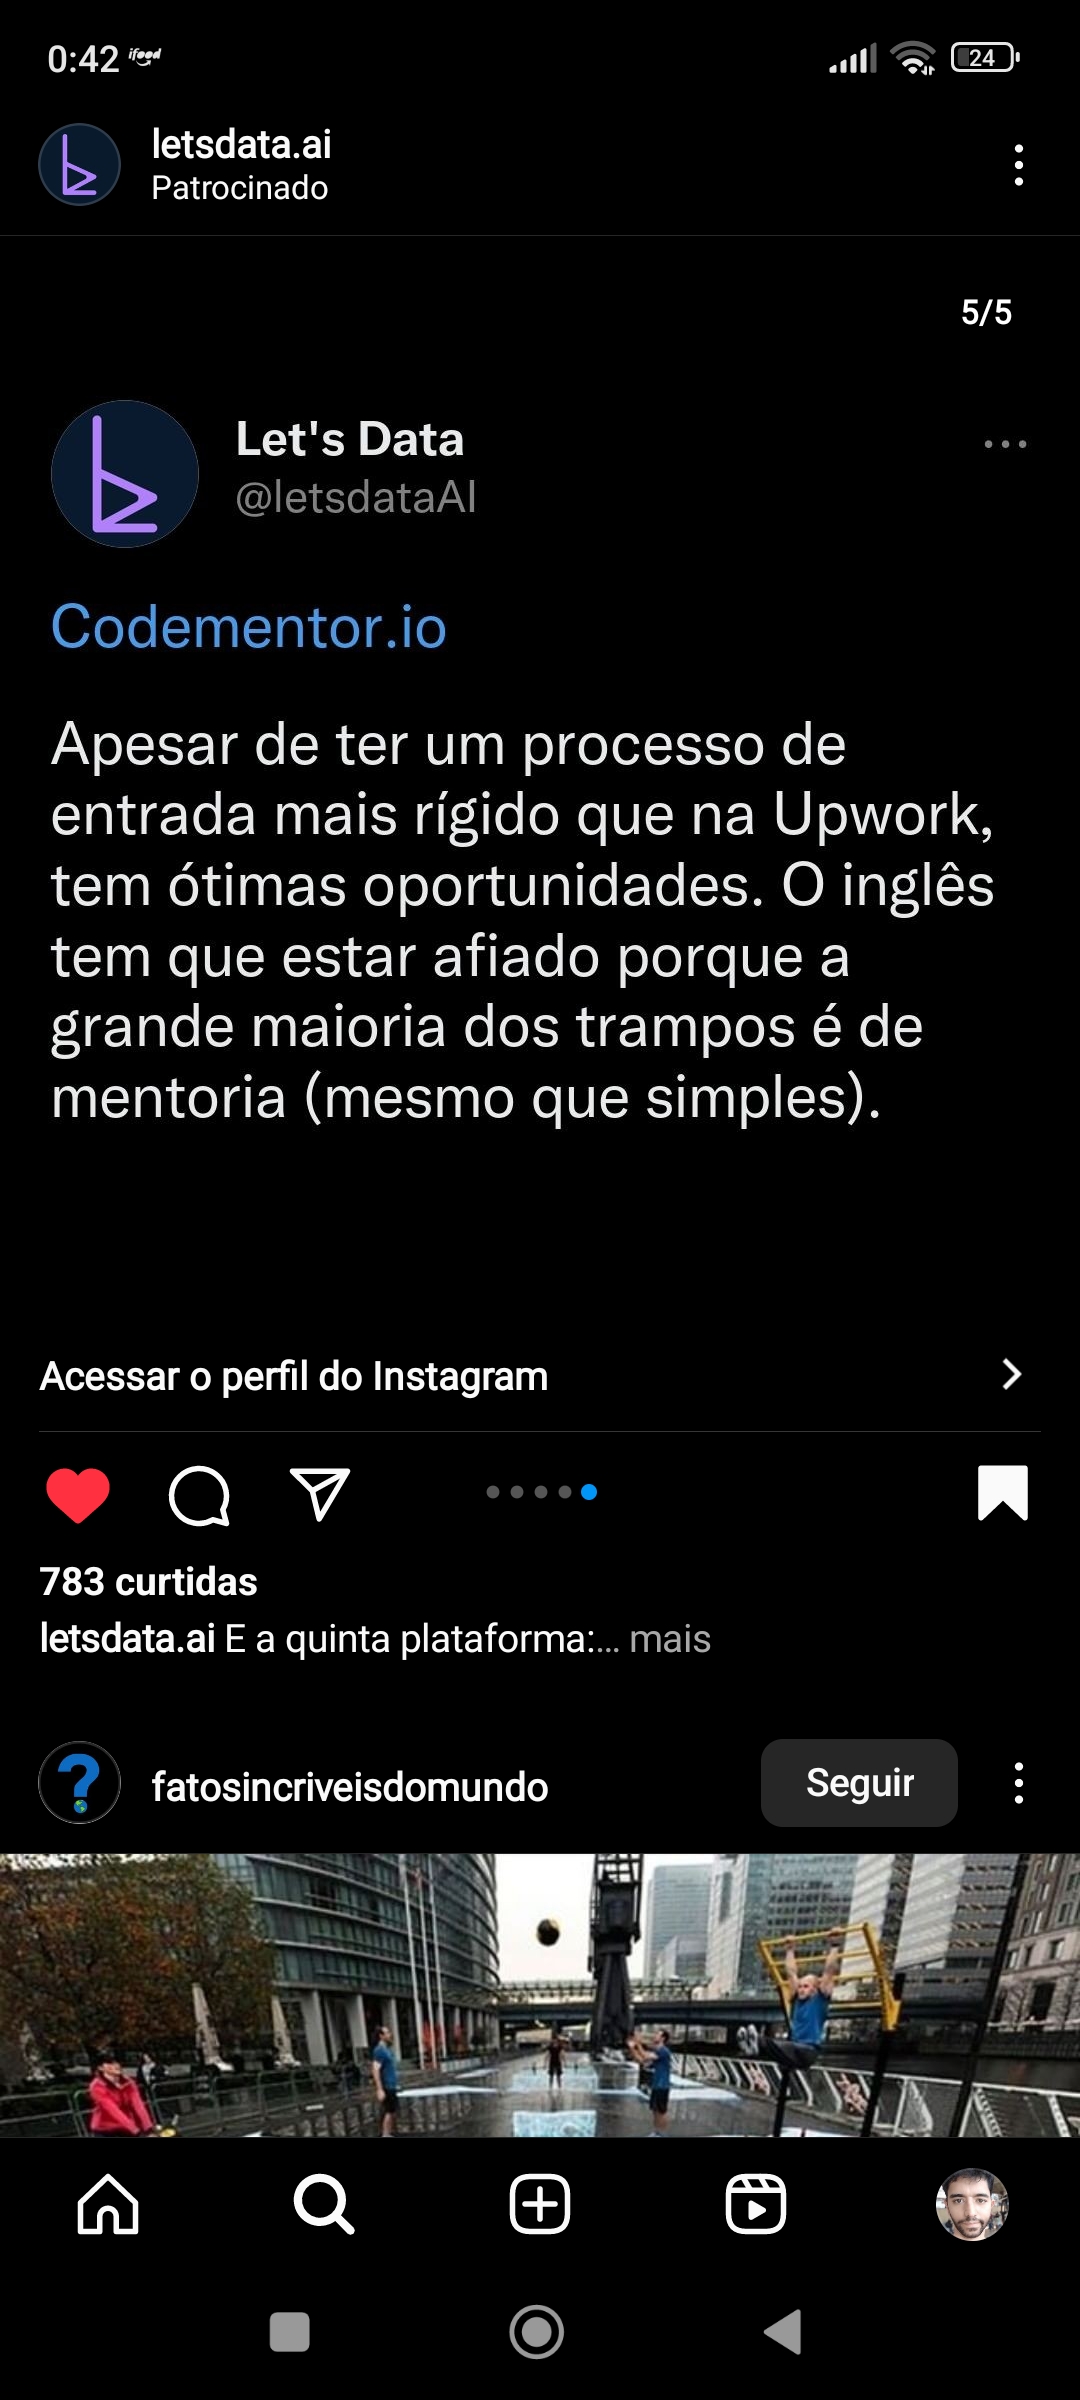 0:42 ifood
24
letsdata.ai
Patrocinado
5/5
Let's Data
@letsdataAI
Codementor.io
Apesar de ter um processo de
entrada mais rígido que na Upwork,
tem ótimas oportunidades. O inglês
tem que estar afiado porque a
grande maioria dos trampos é de
mentoria (mesmo que simples).
Acessar o perfil do Instagram
783 curtidas
letsdata.ai E a quinta plataforma:... mais
fatosincriveisdomundo
Seguir